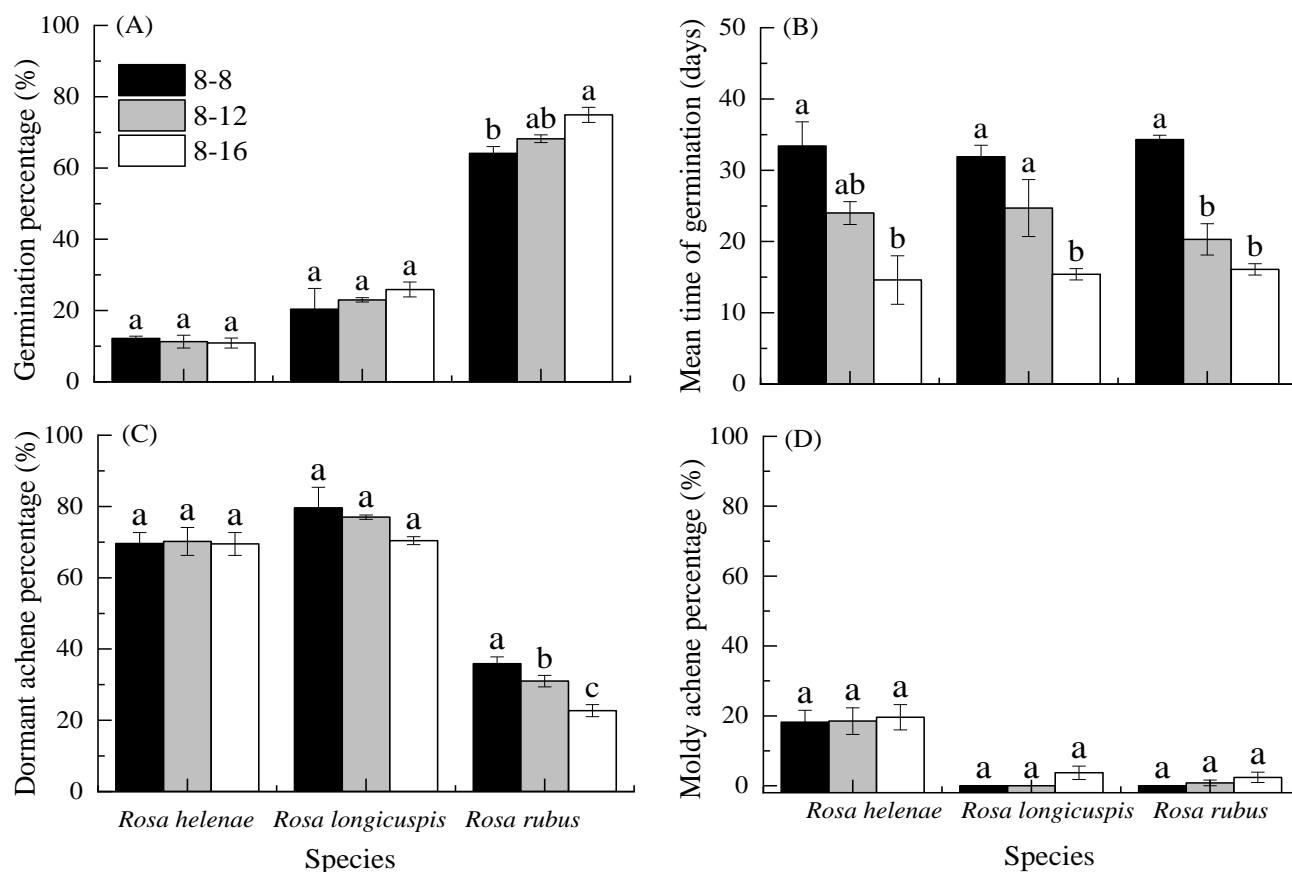 (A)
Germination percentage (%)
100
80
60
40
20
0
8-8
8-12
8-16
a a a
a a a
b ab a
(B)
Mean time of germination (days)
50
40
30
20
10
0
a ab b
a a b
a b b
(C)
Dormant achene percentage (%)
100
80
60
40
20
0
a a a
a a a
a b c
Rosa helenae Rosa longicuspis Rosa rubus
Species
(D)
Moldy achene percentage (%)
100
80
60
40
20
0
a a a
a a a
a a a
Rosa helenae Rosa longicuspis Rosa rubus
Species